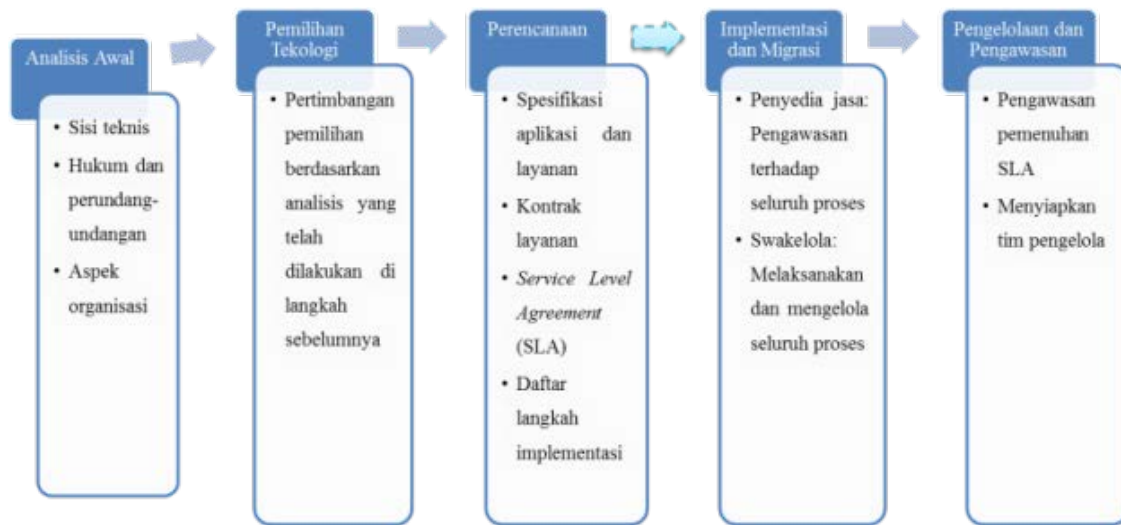 Analisis Awal
• Sisi teknis
• Hukum dan
perundang-
undangan
• Aspek
organisasi
Pemilihan
Tekologi
• Pertimbangan
pemilihan
berdasarkan
analisis yang
telah
dilakukan di
langkah
sebelumnya
Perencanaan
• Spesifikasi
aplikasi dan
layanan
• Kontrak
layanan
• Service Level
Agreement
(SLA)
• Daftar
langkah
implementasi
Implementasi
dan Migrasi
• Penyedia jasa:
Pengawasan
terhadap
seluruh proses
• Swakelola:
Melaksanakan
dan mengelola
seluruh proses
Pengelolaan dan
Pengawasan
• Pengawasan
pemenuhan
SLA
• Menyiapkan
tim pengelola